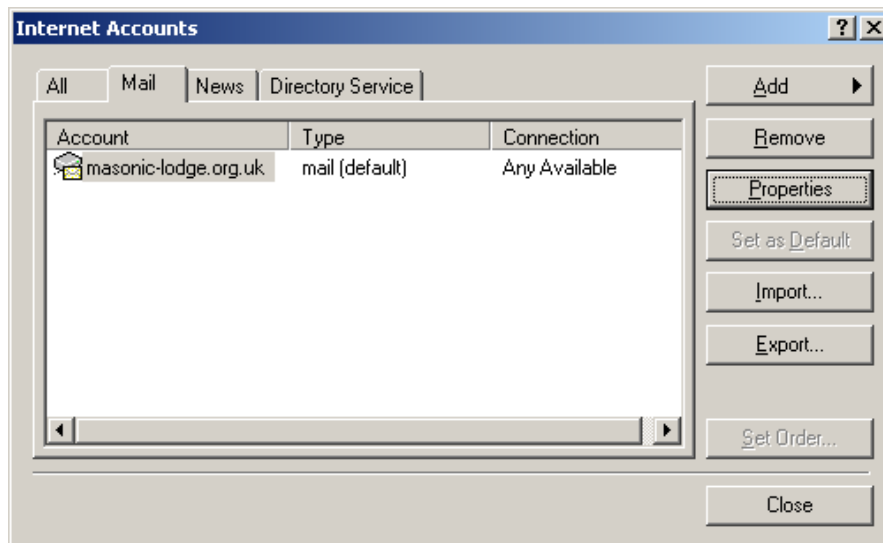 Internet Accounts
All Mail News Directory Service
Account Type Connection
masonic-lodge.org.uk mail (default) Any Available
Add
Remove
Properties
Set as Default
Import...
Export...
Set Order...
Close